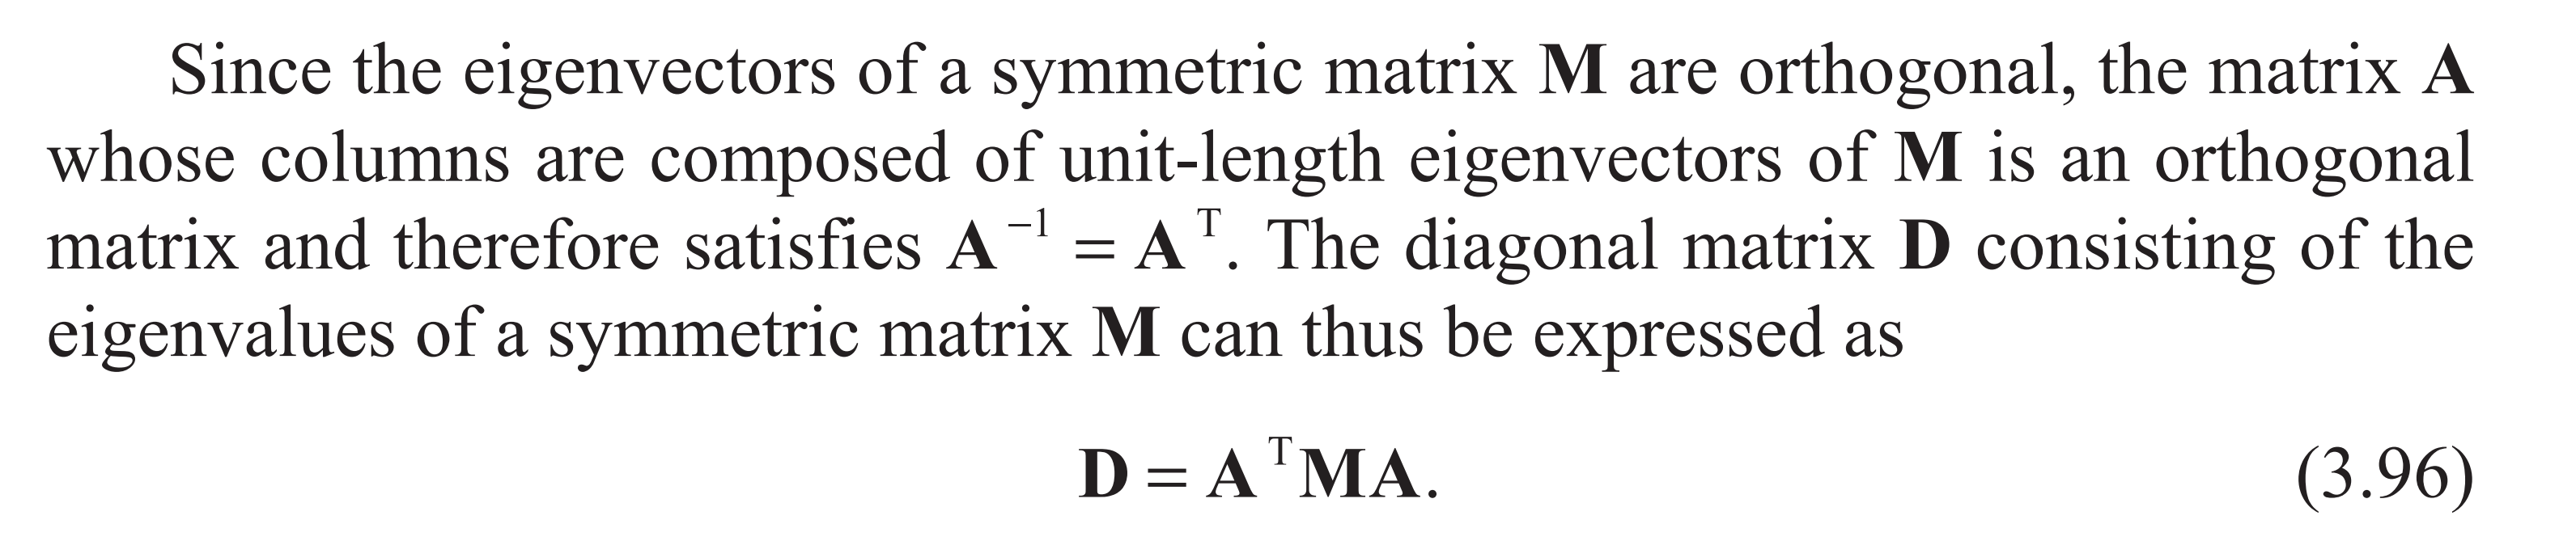 Since the eigenvectors of a symmetric matrix M are orthogonal, the matrix A
whose columns are composed of unit-length eigenvectors of M is an orthogonal
matrix and therefore satisfies A⁻¹ = Aᵀ. The diagonal matrix D consisting of the
eigenvalues of a symmetric matrix M can thus be expressed as
D = AᵀMA. (3.96)